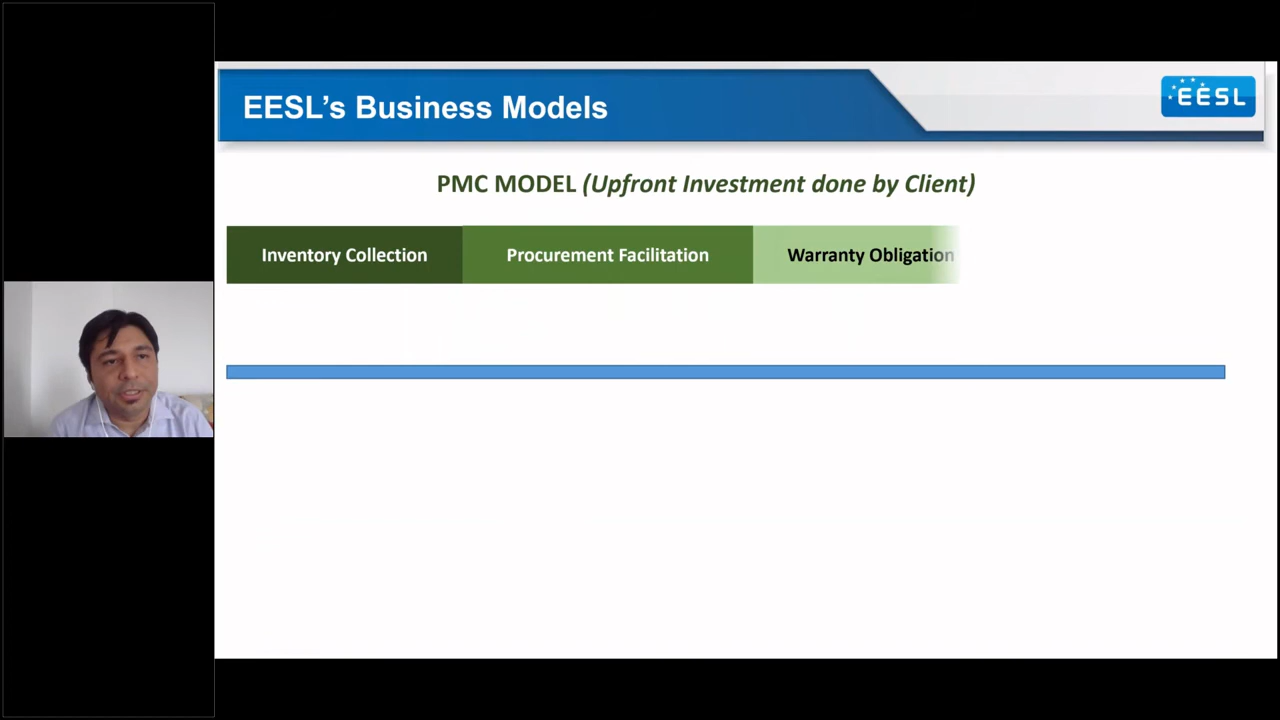 EESL's Business Models
EESL
PMC MODEL (Upfront Investment done by Client)
Inventory Collection
Procurement Facilitation
Warranty Obligation